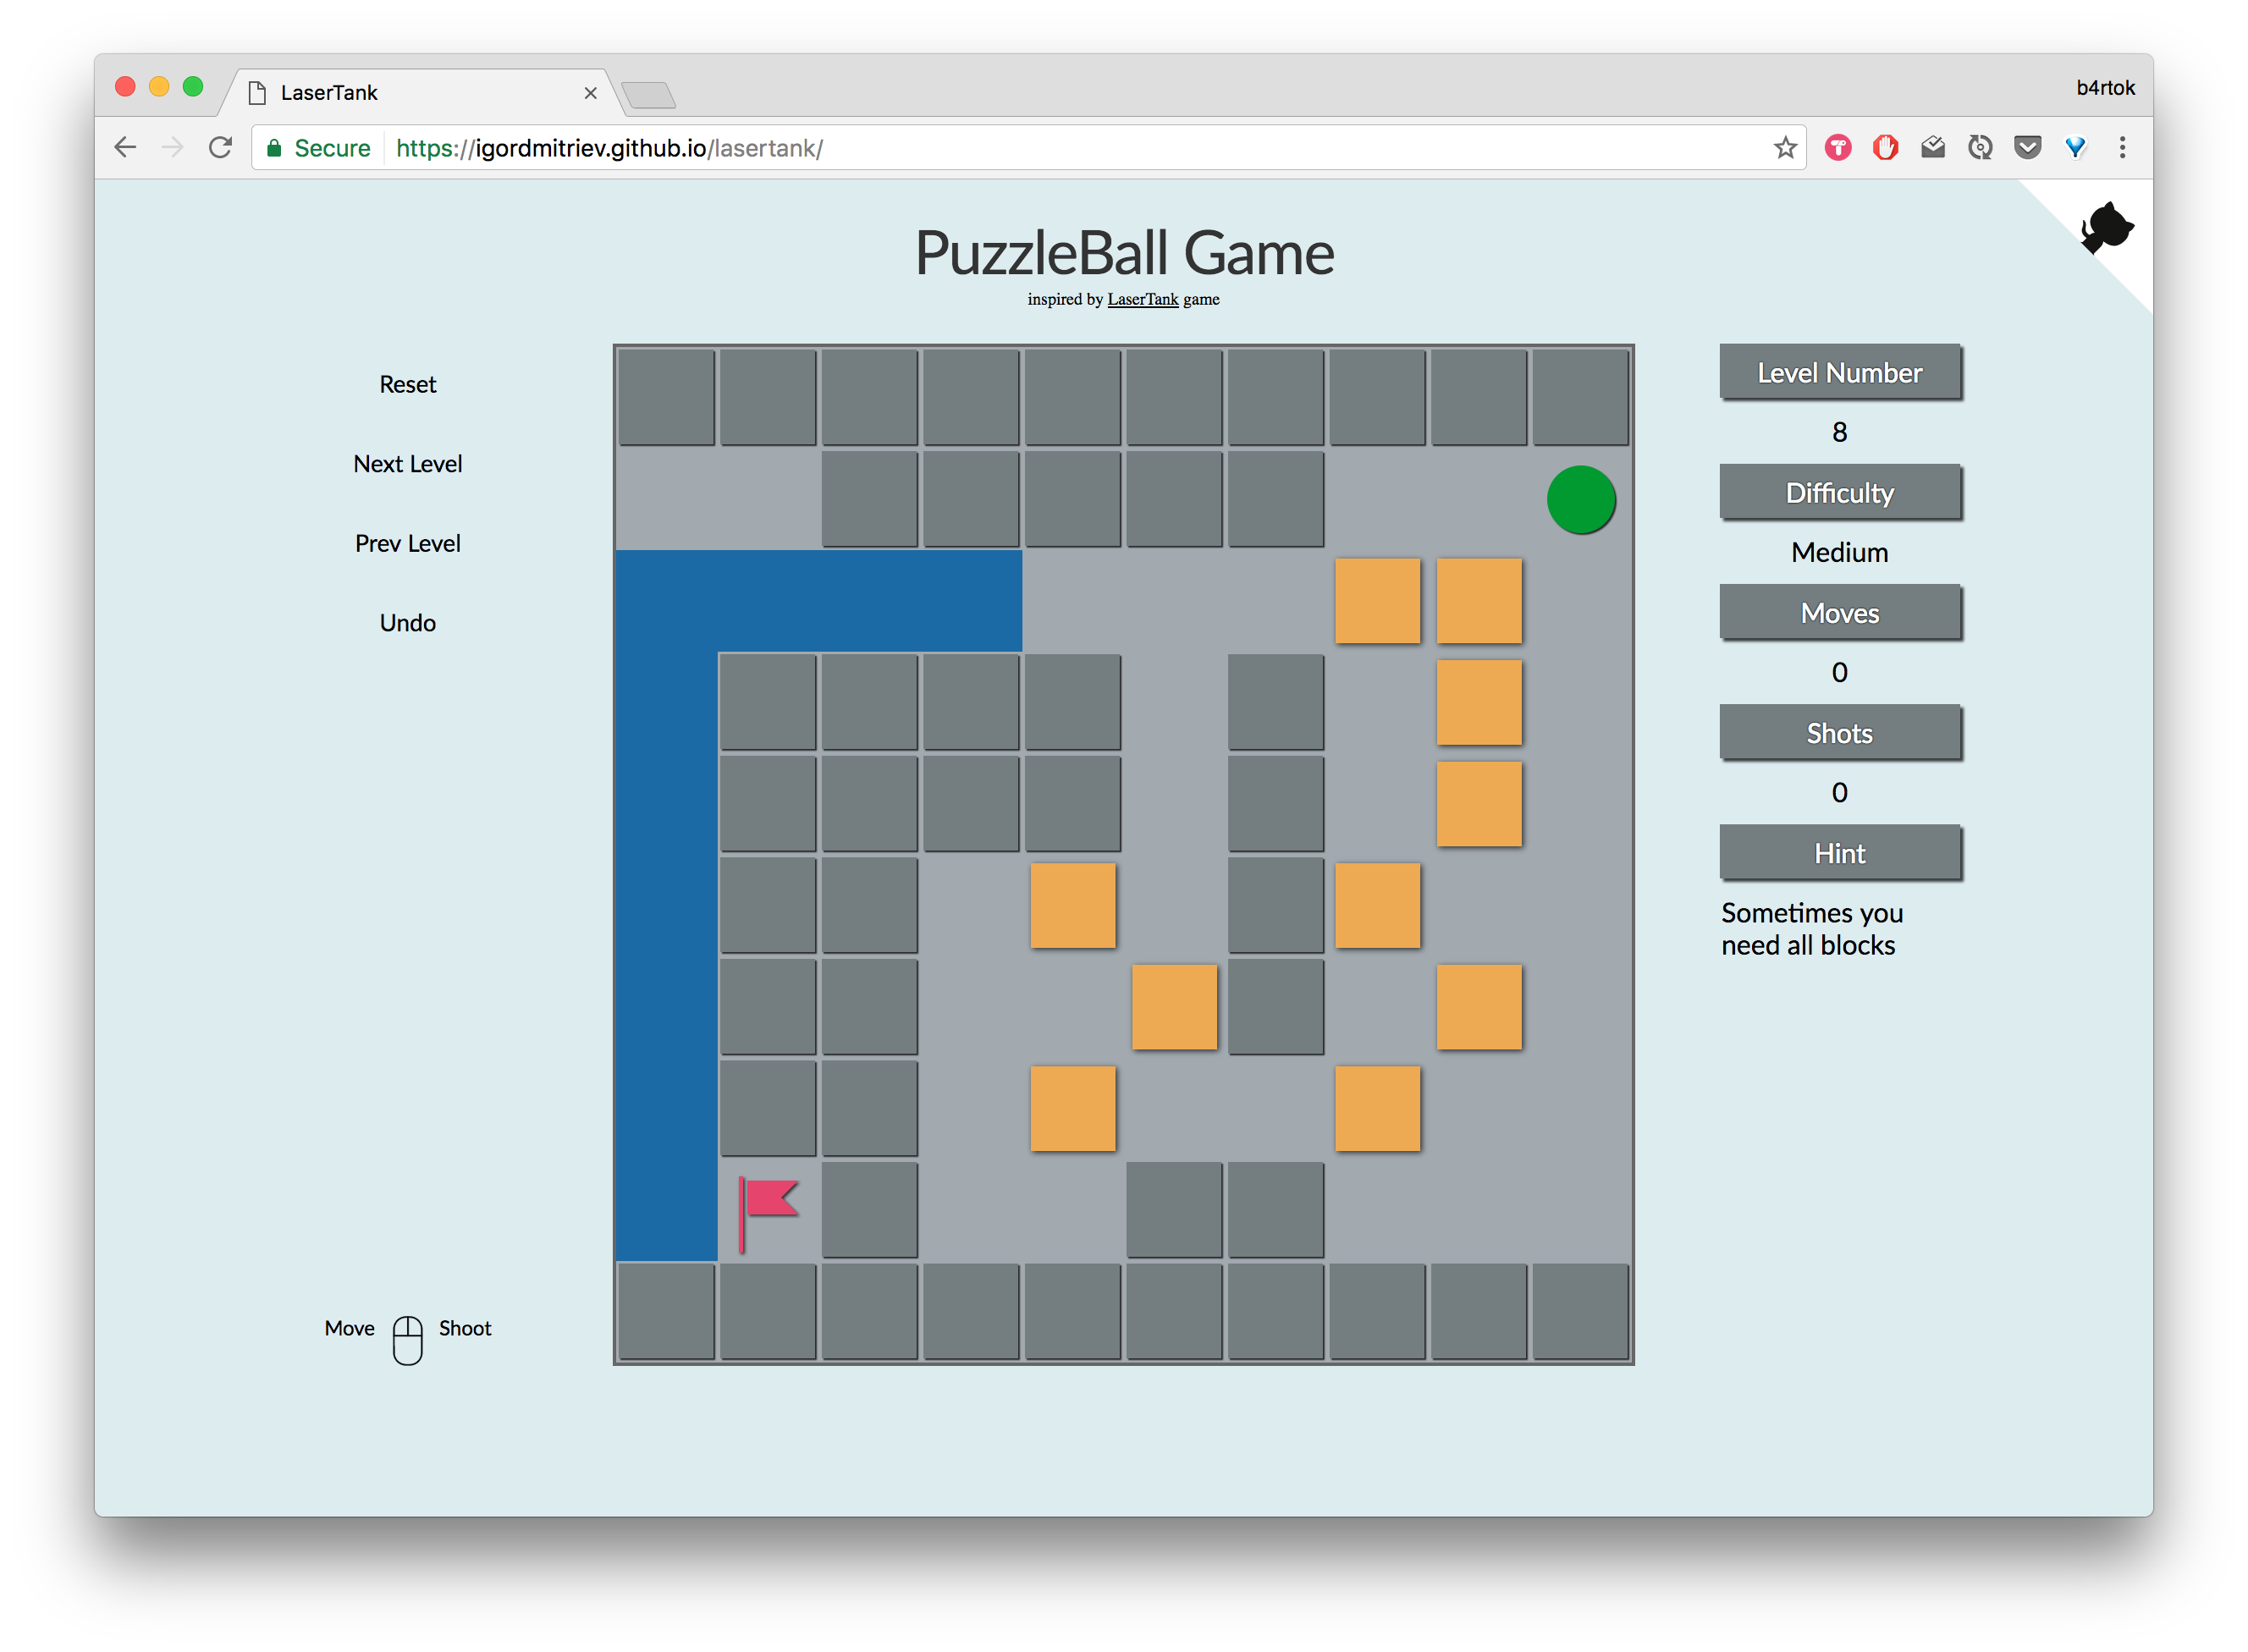 LaserTank
b4rtok
Secure
https://igordmitriev.github.io/lasertank/
PuzzleBall Game
inspired by LaserTank game
Reset
Next Level
Prev Level
Undo
Move
Shoot
Level Number
8
Difficulty
Medium
Moves
0
Shots
0
Hint
Sometimes you
need all blocks